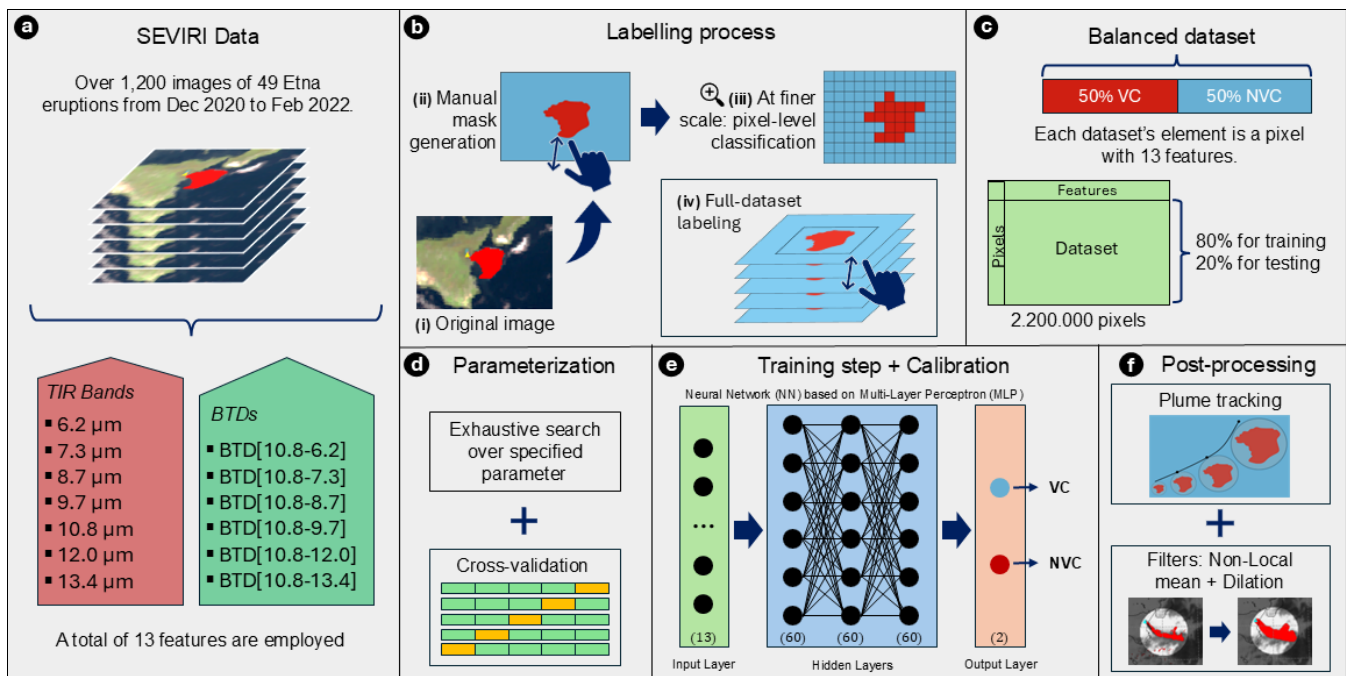 a
SEVIRI Data
Over 1,200 images of 49 Etna
eruptions from Dec 2020 to Feb 2022.
TIR Bands
▪ 6.2 μm
▪ 7.3 μm
▪ 8.7 μm
▪ 9.7 μm
▪ 10.8 μm
▪ 12.0 μm
▪ 13.4 μm
BTDs
▪ BTD[10.8-6.2]
▪ BTD[10.8-7.3]
▪ BTD[10.8-8.7]
▪ BTD[10.8-9.7]
▪ BTD[10.8-12.0]
▪ BTD[10.8-13.4]
A total of 13 features are employed
b
Labelling process
(ii) Manual
mask
generation
(iii) At finer
scale: pixel-level
classification
(i) Original image
(iv) Full-dataset
labeling
c
Balanced dataset
50% VC
50% NVC
Each dataset's element is a pixel
with 13 features.
Features
Pixels
Dataset
80% for training
20% for testing
2.200.000 pixels
d
Parameterization
Exhaustive search
over specified
parameter
+
Cross-validation
e
Training step + Calibration
Neural Network (NN) based on Multi-Layer Perceptron (MLP)
...
VC
NVC
(13)
(60)
(60)
(60)
(2)
Input Layer
Hidden Layers
Output Layer
f
Post-processing
Plume tracking
+
Filters: Non-Local
mean + Dilation